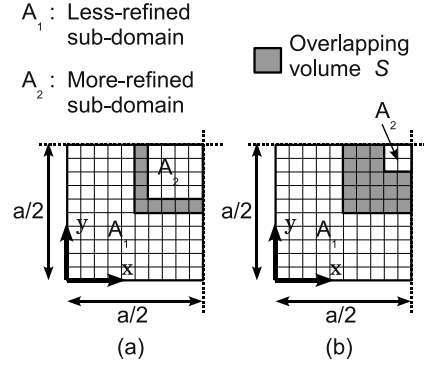 A₁ : Less-refined
sub-domain
A₂ : More-refined
sub-domain
Overlapping
volume S
A₂
a/2
y
A₁
x
a/2
(a)
A₂
a/2
y
A₁
x
a/2
(b)